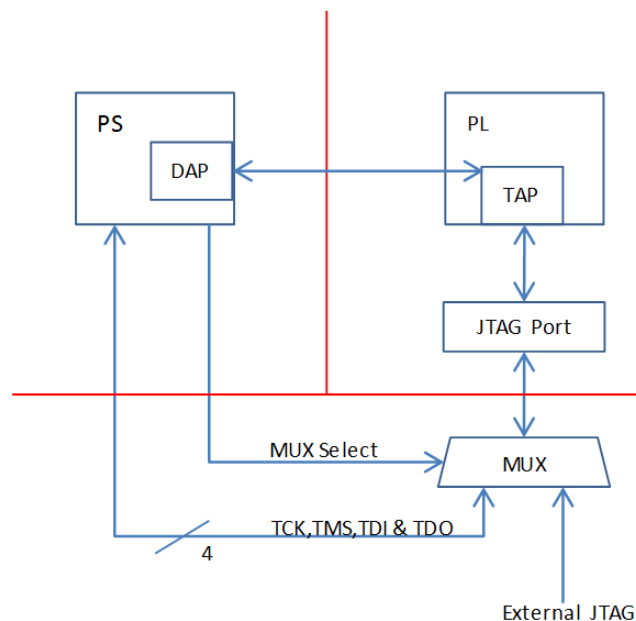 PS
PL
DAP
TAP
JTAG Port
MUX Select
MUX
TCK,TMS,TDI & TDO
4
External JTAG